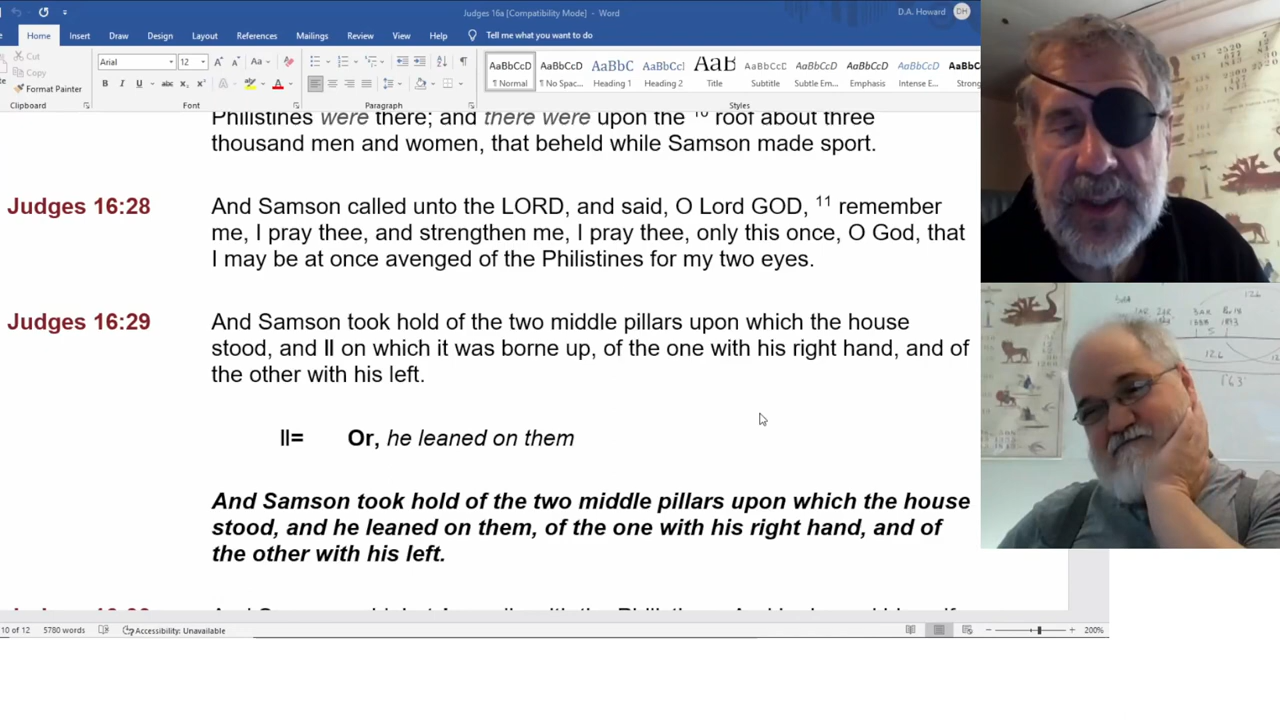 Judges 16a [Compatibility Mode] - Word
D.A. Howard
DH
Home Insert Draw Design Layout References Mailings Review View Help Tell me what you want to do
Cut
Copy
Format Painter
Clipboard
Arial 12
Font
Paragraph
AaBbCcD AaBbCcD AaBbC AaBbCc AaB AaBbCcD AaBbCcD AaBbCcD AaBbCcD
¶ Normal ¶ No Spac... Heading 1 Heading 2 Title Subtitle Subtle Em... Emphasis Intense E...
Styles
Philistines were there; and there were upon the 10 roof about three
thousand men and women, that beheld while Samson made sport.
Judges 16:28 And Samson called unto the LORD, and said, O Lord GOD, 11 remember
me, I pray thee, and strengthen me, I pray thee, only this once, O God, that
I may be at once avenged of the Philistines for my two eyes.
Judges 16:29 And Samson took hold of the two middle pillars upon which the house
stood, and ll on which it was borne up, of the one with his right hand, and of
the other with his left.
ll= Or, he leaned on them
And Samson took hold of the two middle pillars upon which the house
stood, and he leaned on them, of the one with his right hand, and of
the other with his left.
10 of 12 5780 words Accessibility: Unavailable 200%